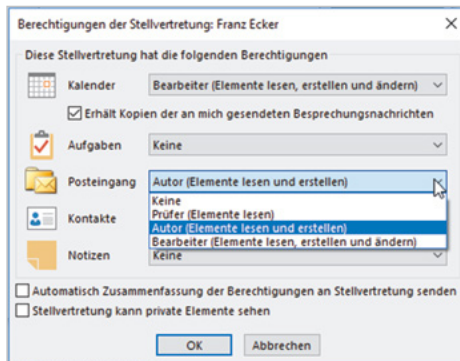 Berechtigungen der Stellvertretung: Franz Ecker
Diese Stellvertretung hat die folgenden Berechtigungen
Kalender Bearbeiter (Elemente lesen, erstellen und ändern)
Erhält Kopien der an mich gesendeten Besprechungsnachrichten
Aufgaben Keine
Posteingang Autor (Elemente lesen und erstellen)
Keine
Prüfer (Elemente lesen)
Kontakte Autor (Elemente lesen und erstellen)
Bearbeiter (Elemente lesen, erstellen und ändern)
Notizen Keine
Automatisch Zusammenfassung der Berechtigungen an Stellvertretung senden
Stellvertretung kann private Elemente sehen
OK Abbrechen